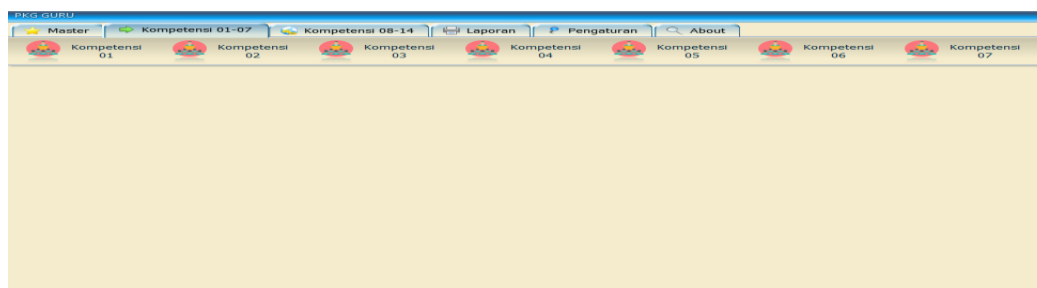 PKG GURU
Master Kompetensi 01-07 Kompetensi 08-14 Laporan Pengaturan About
Kompetensi Kompetensi Kompetensi Kompetensi Kompetensi Kompetensi Kompetensi
01 02 03 04 05 06 07